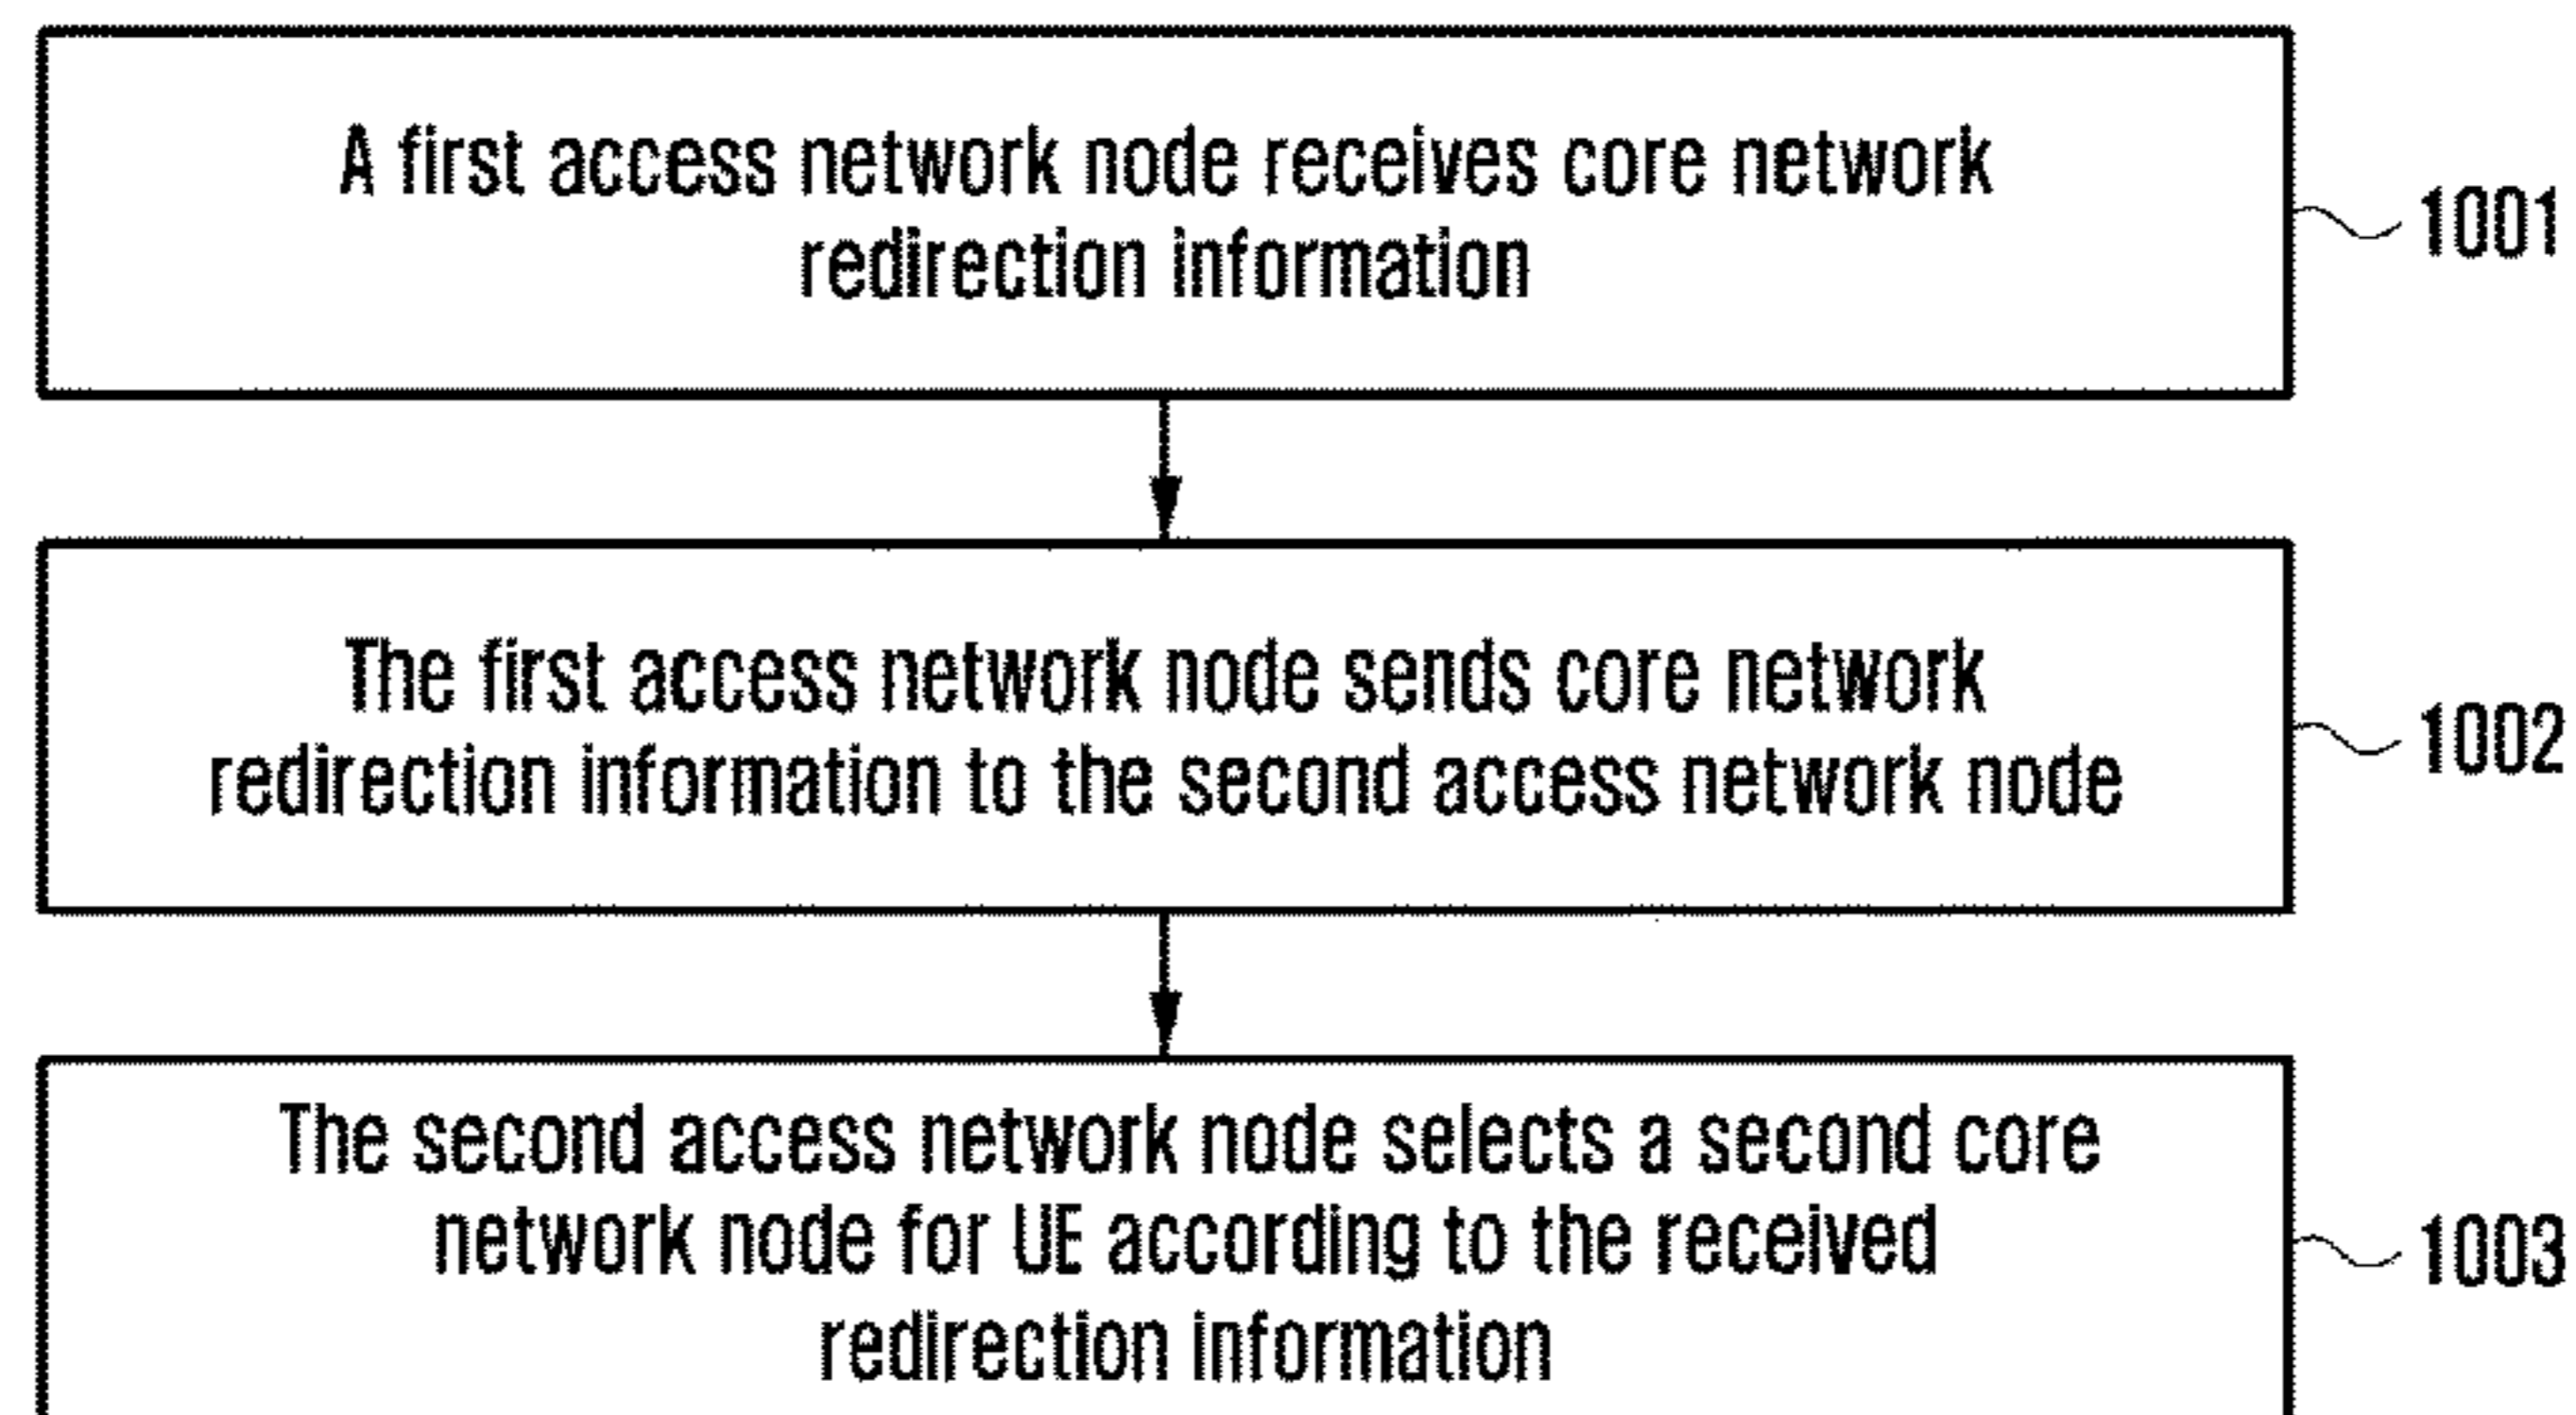 A first access network node receives core network
redirection information
1001
The first access network node sends core network
redirection information to the second access network node
1002
The second access network node selects a second core
network node for UE according to the received
redirection information
1003